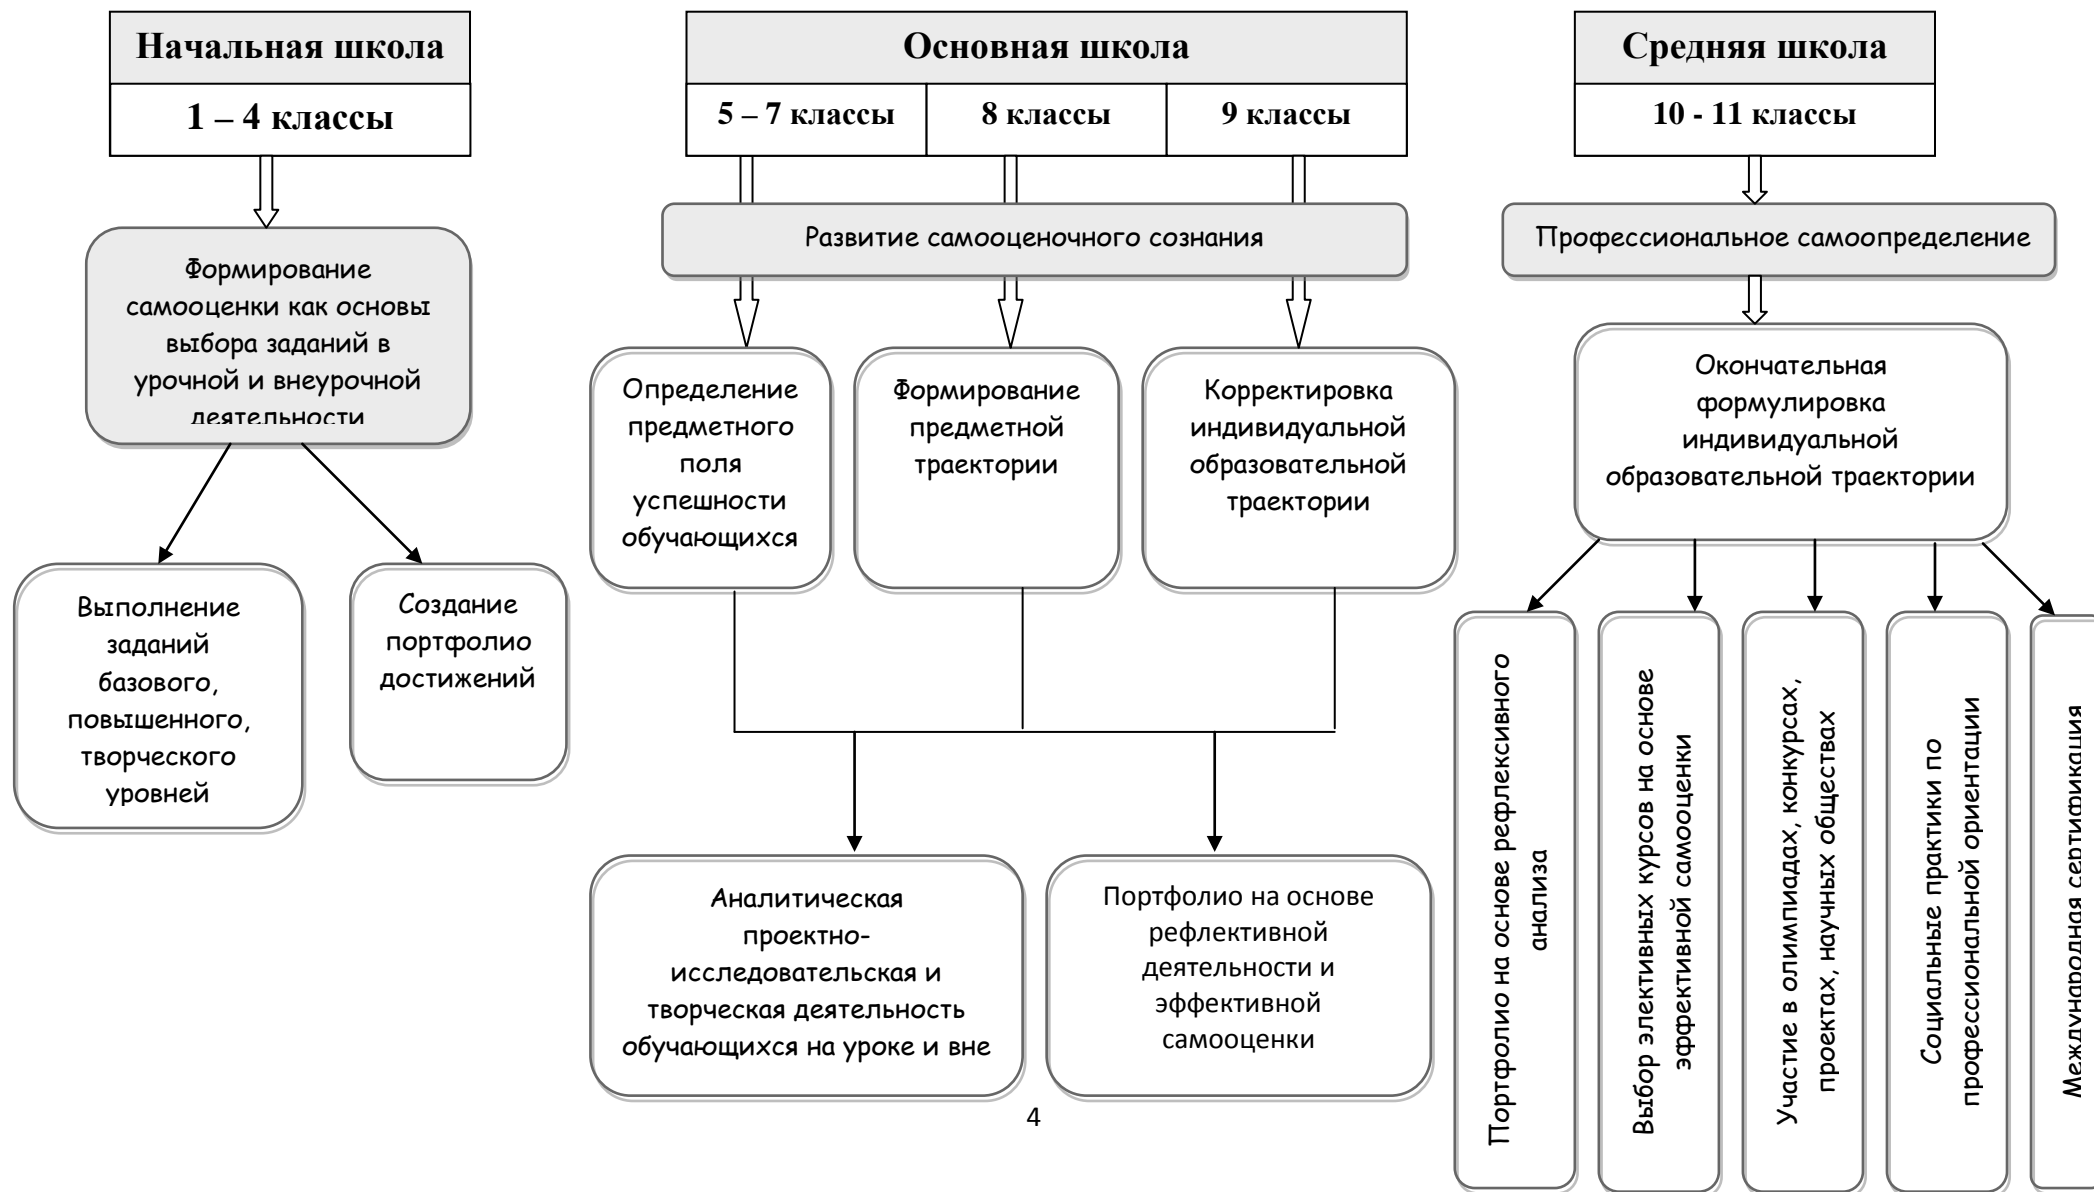 Начальная школа
1 – 4 классы
Формирование
самооценки как основы
выбора заданий в
урочной и внеурочной
деятельности
Выполнение
заданий
базового,
повышенного,
творческого
уровней
Создание
портфолио
достижений
Основная школа
5 – 7 классы
8 классы
9 классы
Развитие самооценочного сознания
Определение
предметного
поля
успешности
обучающихся
Формирование
предметной
траектории
Корректировка
индивидуальной
образовательной
траектории
Аналитическая
проектно-
исследовательская и
творческая деятельность
обучающихся на уроке и вне
Портфолио на основе
рефлективной
деятельности и
эффективной
самооценки
Средняя школа
10 - 11 классы
Профессиональное самоопределение
Окончательная
формулировка
индивидуальной
образовательной траектории
Портфолио на основе рефлексивного
анализа
Выбор элективных курсов на основе
эффективной самооценки
Участие в олимпиадах, конкурсах,
проектах, научных обществах
Социальные практики по
профессиональной ориентации
Международная сертификация
4